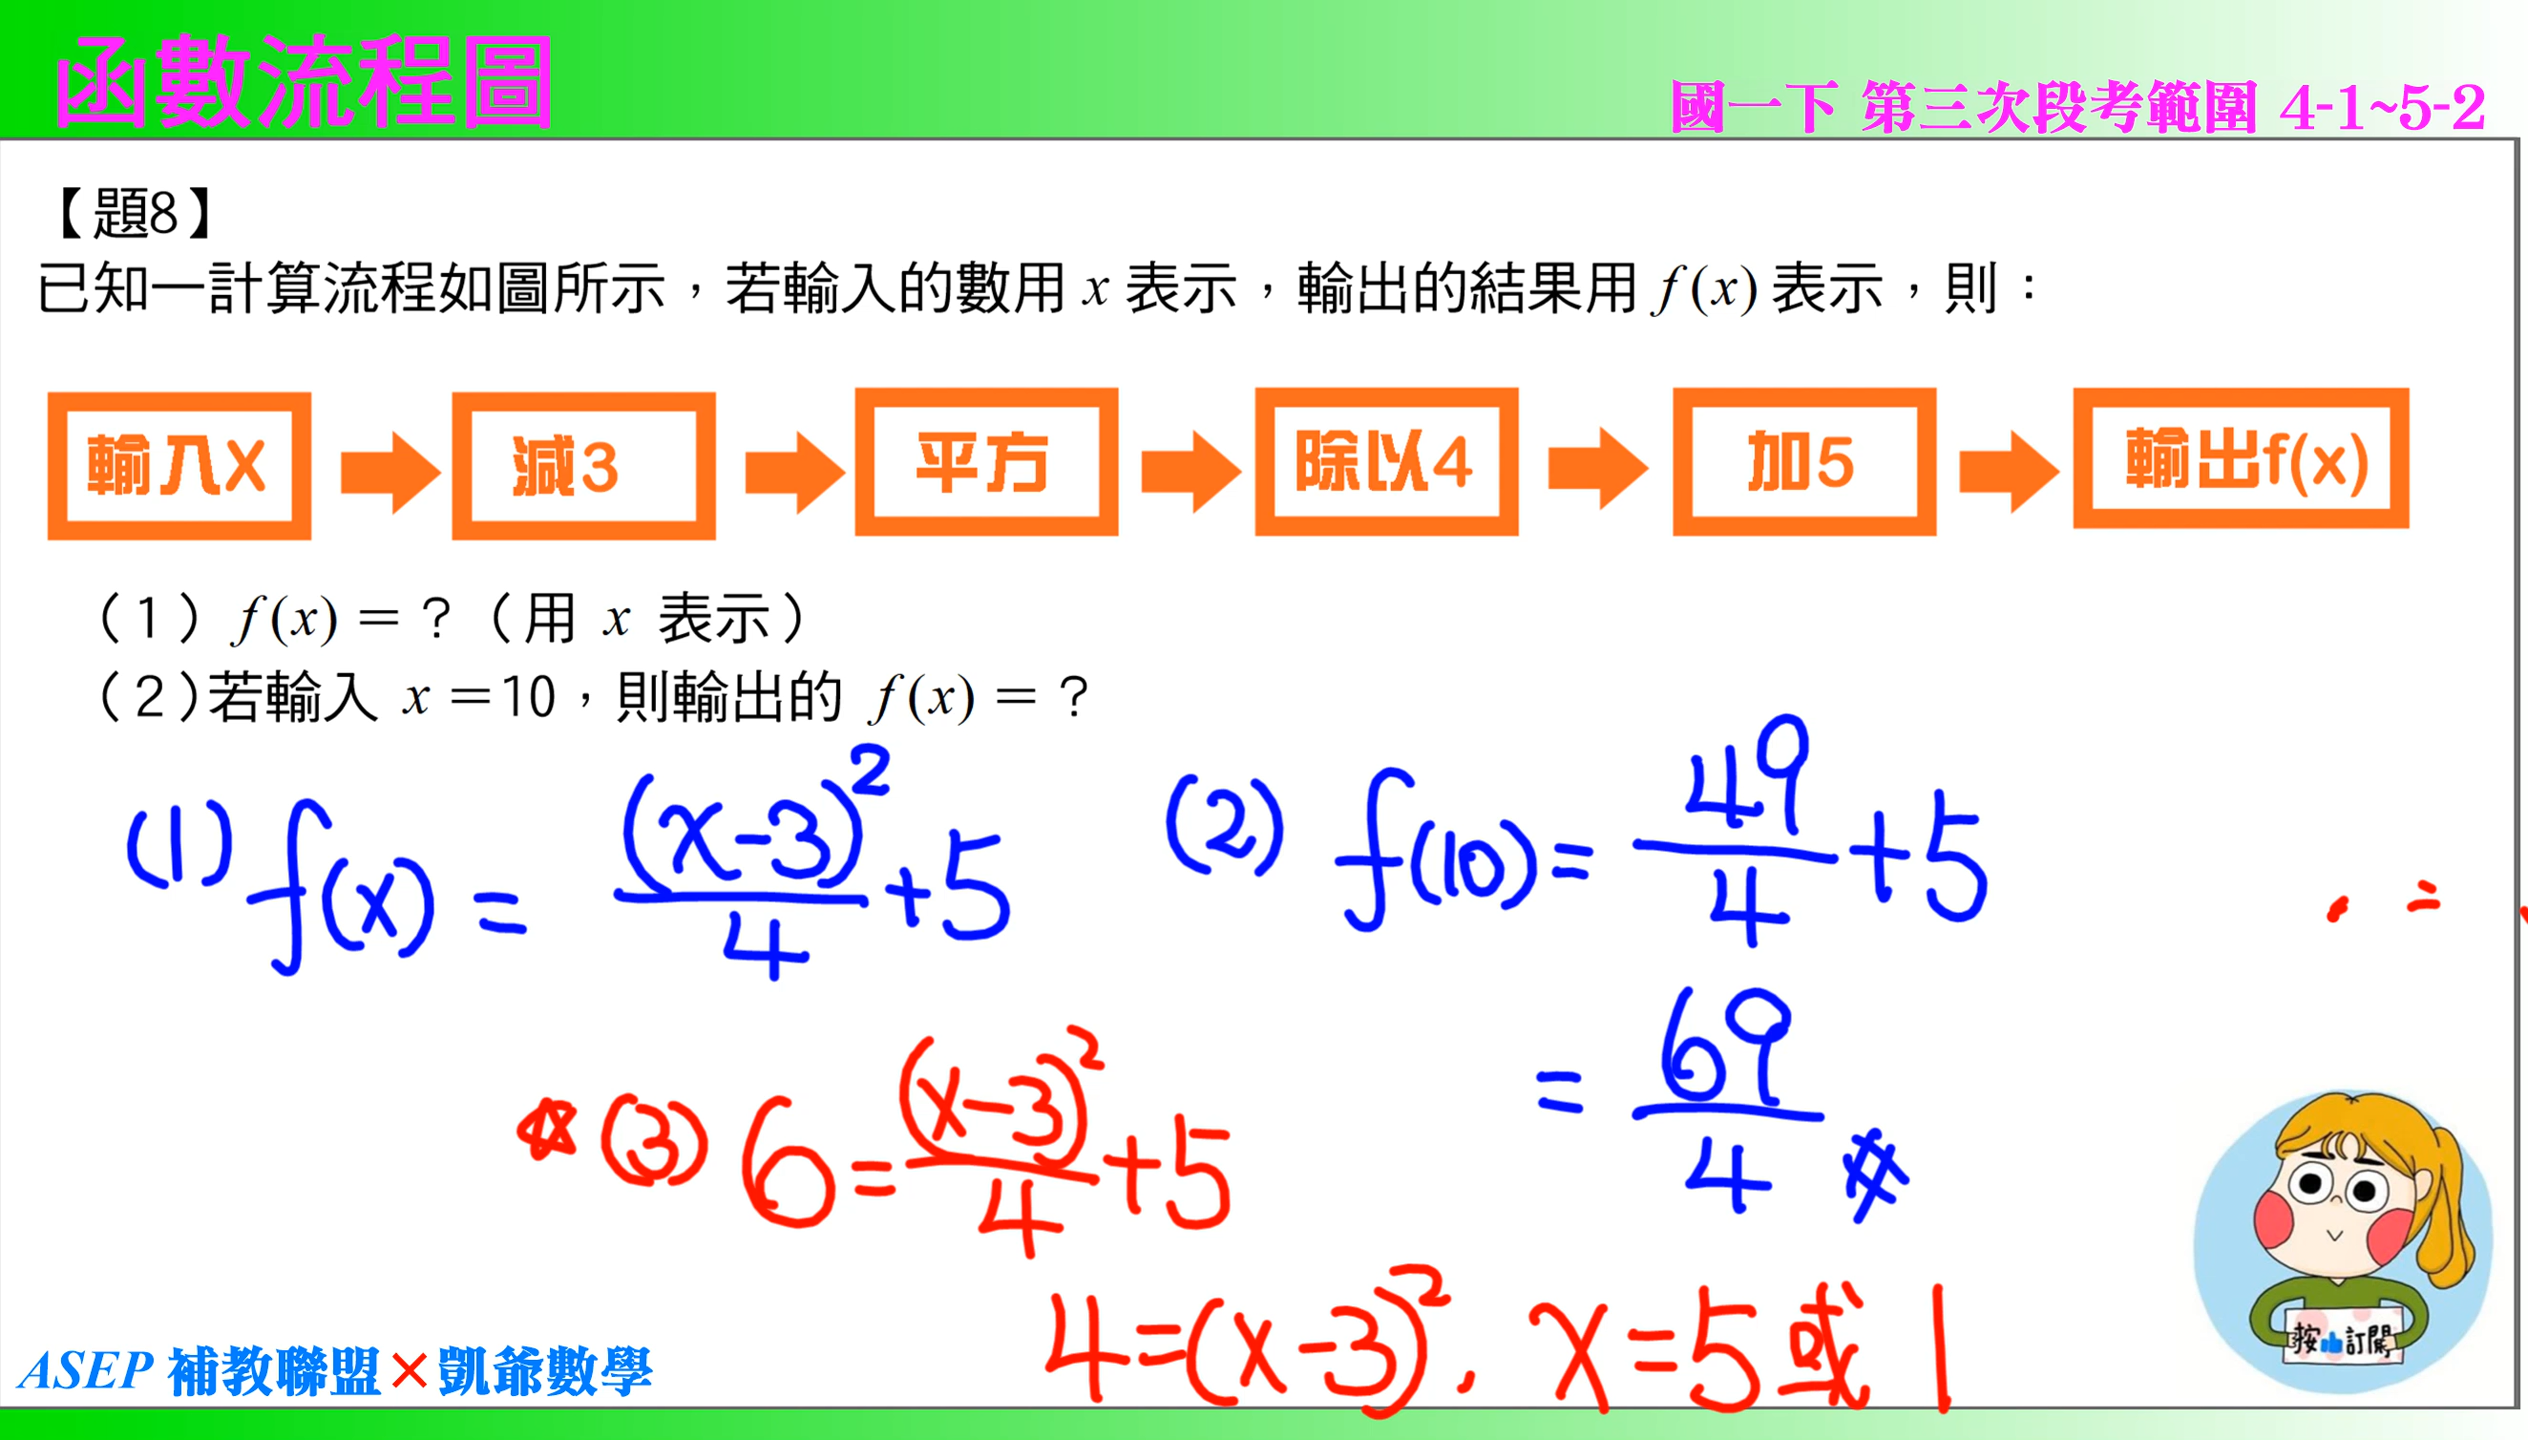 函數流程圖
國一下 第三次段考範圍 4-1~5-2
【題8】
已知一計算流程如圖所示，若輸入的數用 x 表示，輸出的結果用 f(x) 表示，則：
輸入X 減3 平方 除以4 加5 輸出f(x)
（1）f(x) = ?（用 x 表示）
（2）若輸入 x =10，則輸出的 f(x) = ?
(1) f(x) = (x-3)²/4 +5
(2) f(10) = 49/4 +5
= 69/4 #
☆(3) 6 = (x-3)²/4 +5
4=(x-3)², x=5或1
ASEP 補教聯盟×凱爺數學
按 訂閱